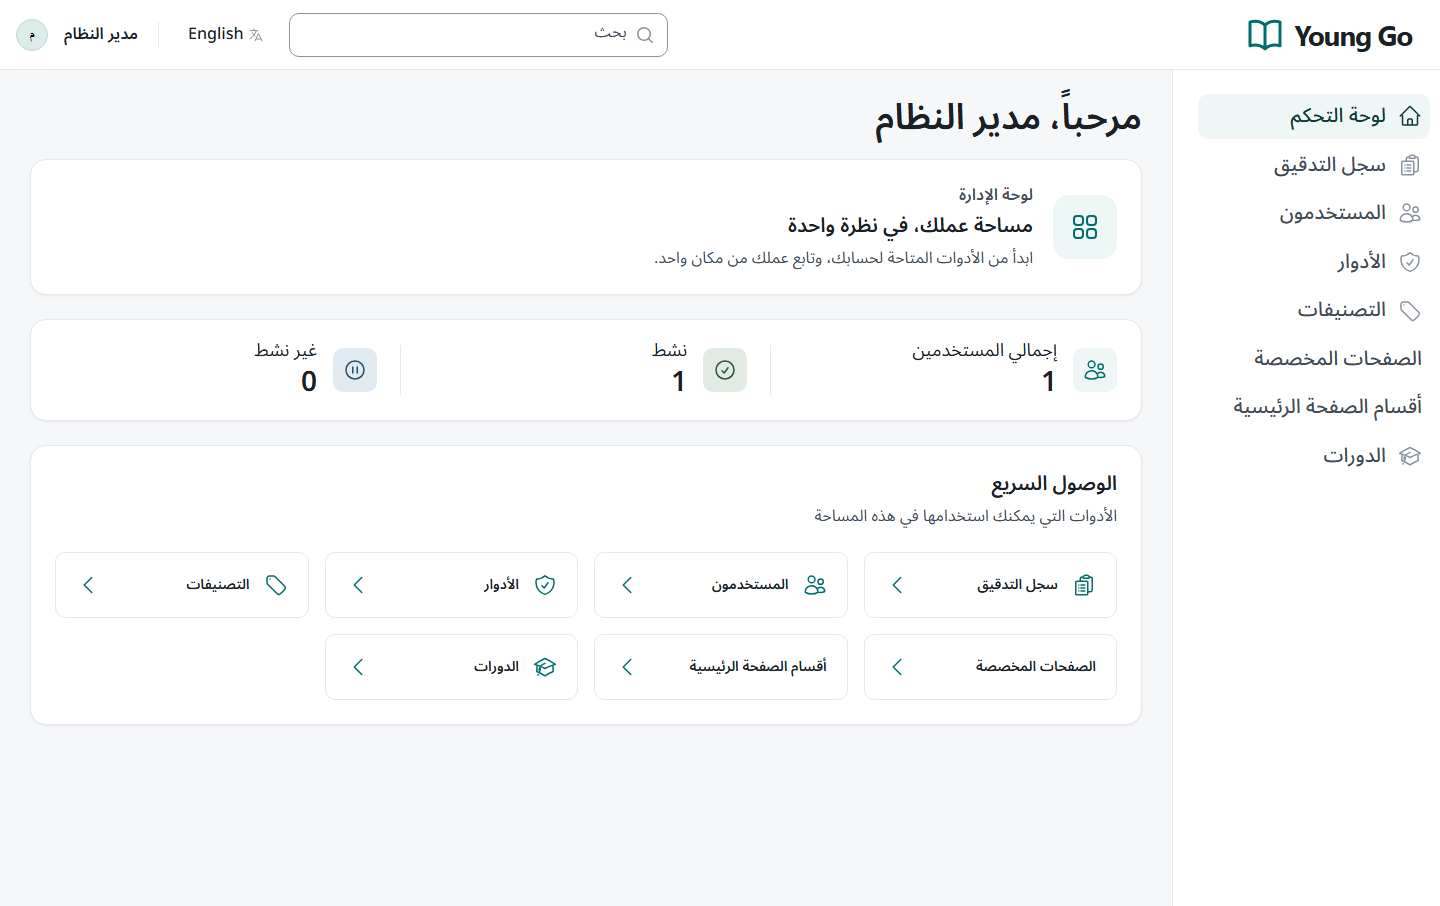 Young Go
بحث
English
مدير النظام
م
لوحة التحكم
سجل التدقيق
المستخدمون
الأدوار
التصنيفات
الصفحات المخصصة
أقسام الصفحة الرئيسية
الدورات
مرحباً، مدير النظام
لوحة الإدارة
مساحة عملك، في نظرة واحدة
ابدأ من الأدوات المتاحة لحسابك، وتابع عملك من مكان واحد.
إجمالي المستخدمين
1
نشط
1
غير نشط
0
الوصول السريع
الأدوات التي يمكنك استخدامها في هذه المساحة
سجل التدقيق
المستخدمون
الأدوار
التصنيفات
الصفحات المخصصة
أقسام الصفحة الرئيسية
الدورات